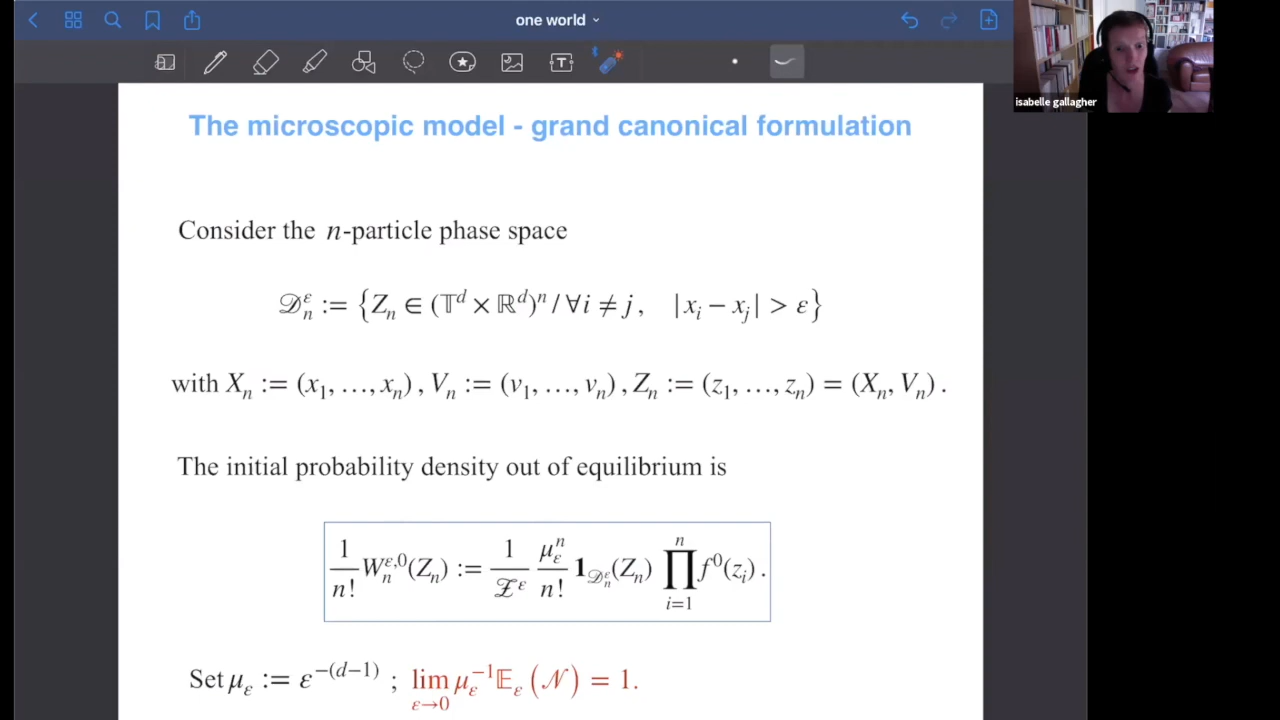 one world
isabelle gallagher
The microscopic model - grand canonical formulation
Consider the n-particle phase space
𝒟ₙ^ε := {Zₙ ∈ (𝕋^d × ℝ^d)^n / ∀i ≠ j, |xᵢ − xⱼ| > ε}
with Xₙ := (x₁, …, xₙ), Vₙ := (v₁, …, vₙ), Zₙ := (z₁, …, zₙ) = (Xₙ, Vₙ).
The initial probability density out of equilibrium is
1/n! Wₙ^{ε,0}(Zₙ) := 1/𝒵^ε μ_ε^n/n! 𝟏_{𝒟ₙ^ε}(Zₙ) ∏_{i=1}^n f⁰(zᵢ).
Set μ_ε := ε^{−(d−1)} ; lim_{ε→0} μ_ε^{−1} 𝔼_ε (𝒩) = 1.